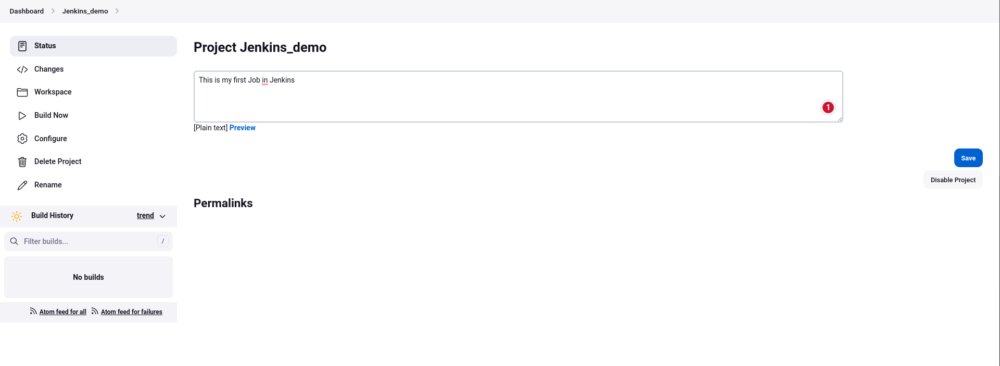 Dashboard > Jenkins_demo >
Status
Changes
Workspace
Build Now
Configure
Delete Project
Rename
Build History trend
Filter builds... /
No builds
Atom feed for all Atom feed for failures
Project Jenkins_demo
This is my first Job in Jenkins
1
[Plain text] Preview
Save
Disable Project
Permalinks